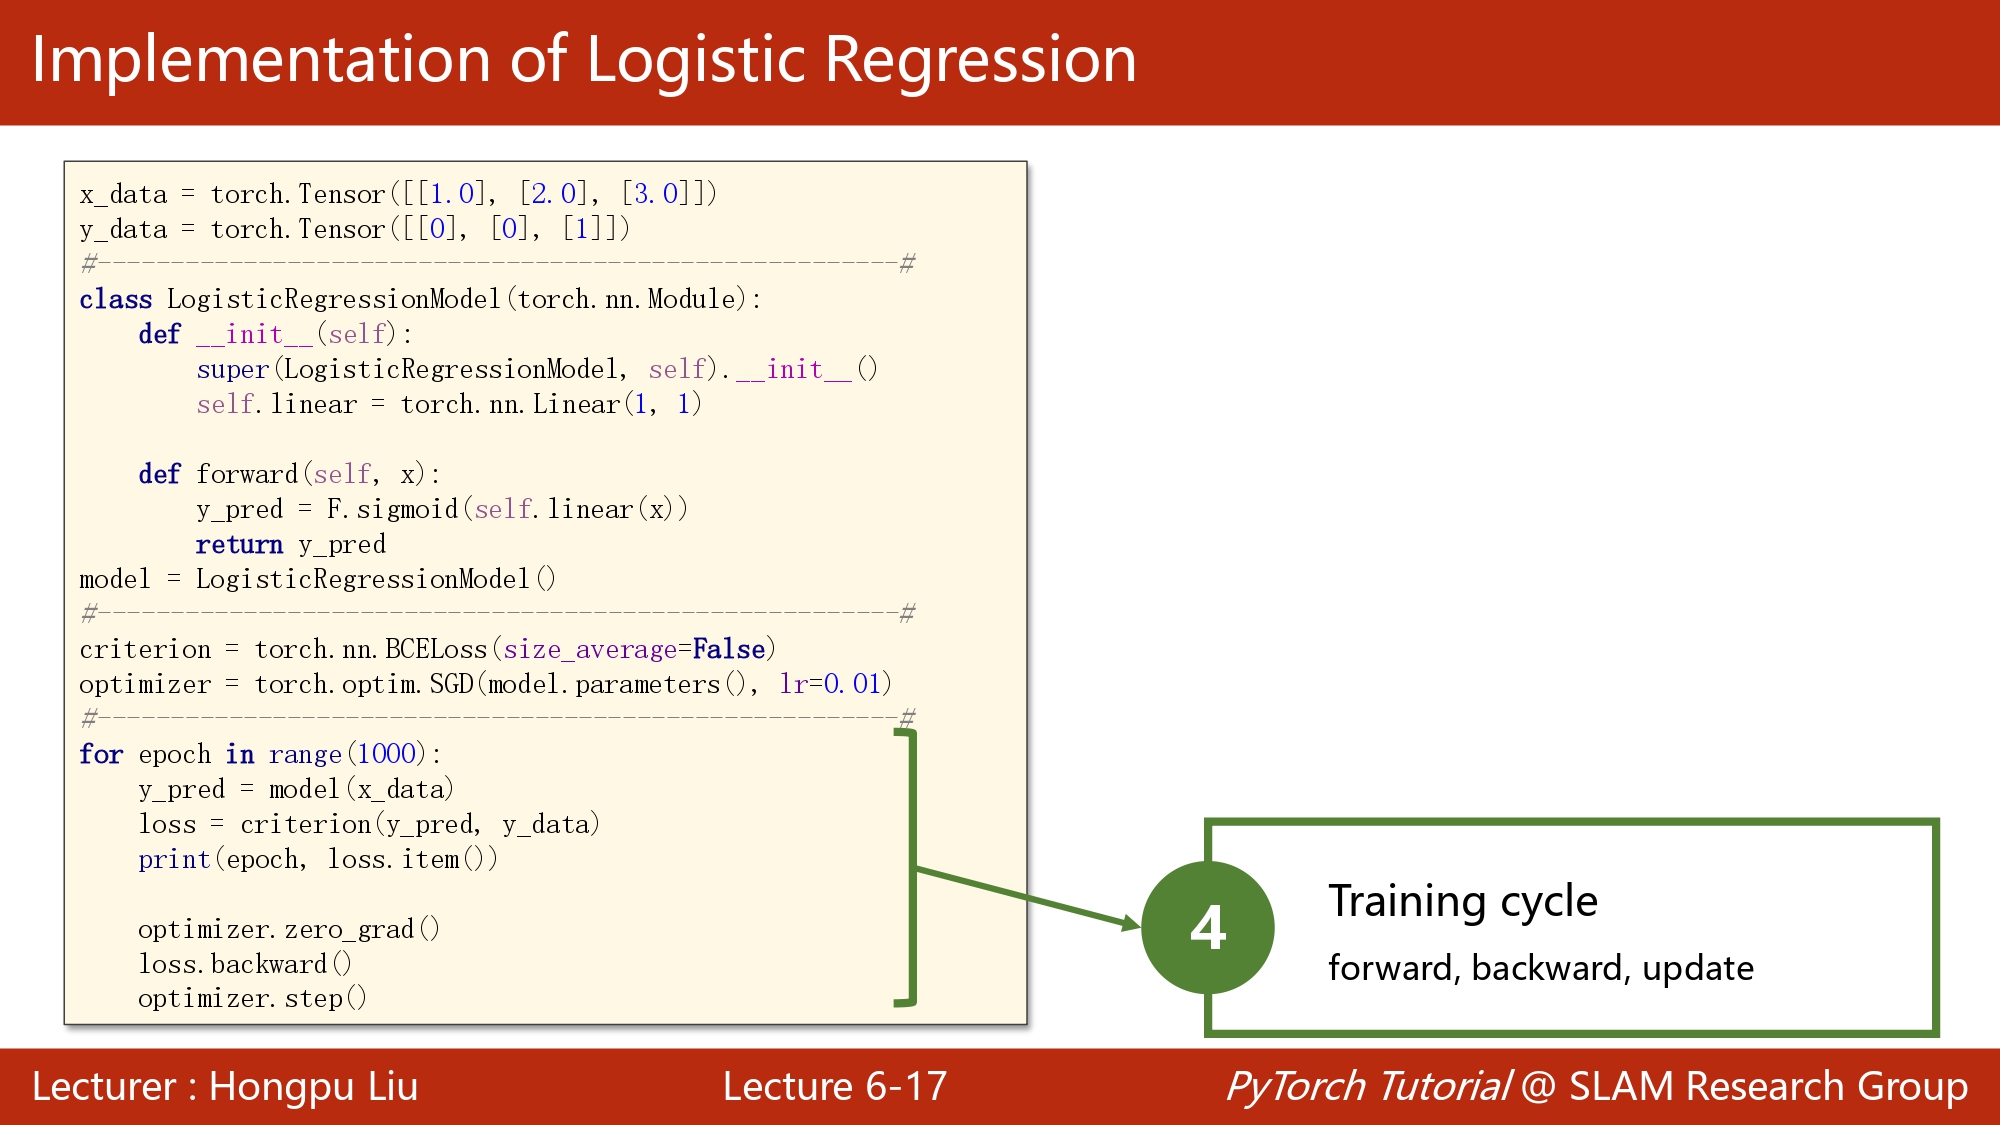 Implementation of Logistic Regression
x_data = torch.Tensor([[1.0], [2.0], [3.0]])
y_data = torch.Tensor([[0], [0], [1]])
#-------------------------------------------------------#
class LogisticRegressionModel(torch.nn.Module):
    def __init__(self):
        super(LogisticRegressionModel, self).__init__()
        self.linear = torch.nn.Linear(1, 1)

    def forward(self, x):
        y_pred = F.sigmoid(self.linear(x))
        return y_pred
model = LogisticRegressionModel()
#-------------------------------------------------------#
criterion = torch.nn.BCELoss(size_average=False)
optimizer = torch.optim.SGD(model.parameters(), lr=0.01)
#-------------------------------------------------------#
for epoch in range(1000):
    y_pred = model(x_data)
    loss = criterion(y_pred, y_data)
    print(epoch, loss.item())

    optimizer.zero_grad()
    loss.backward()
    optimizer.step()
4
Training cycle
forward, backward, update
Lecturer : Hongpu Liu
Lecture 6-17
PyTorch Tutorial @ SLAM Research Group